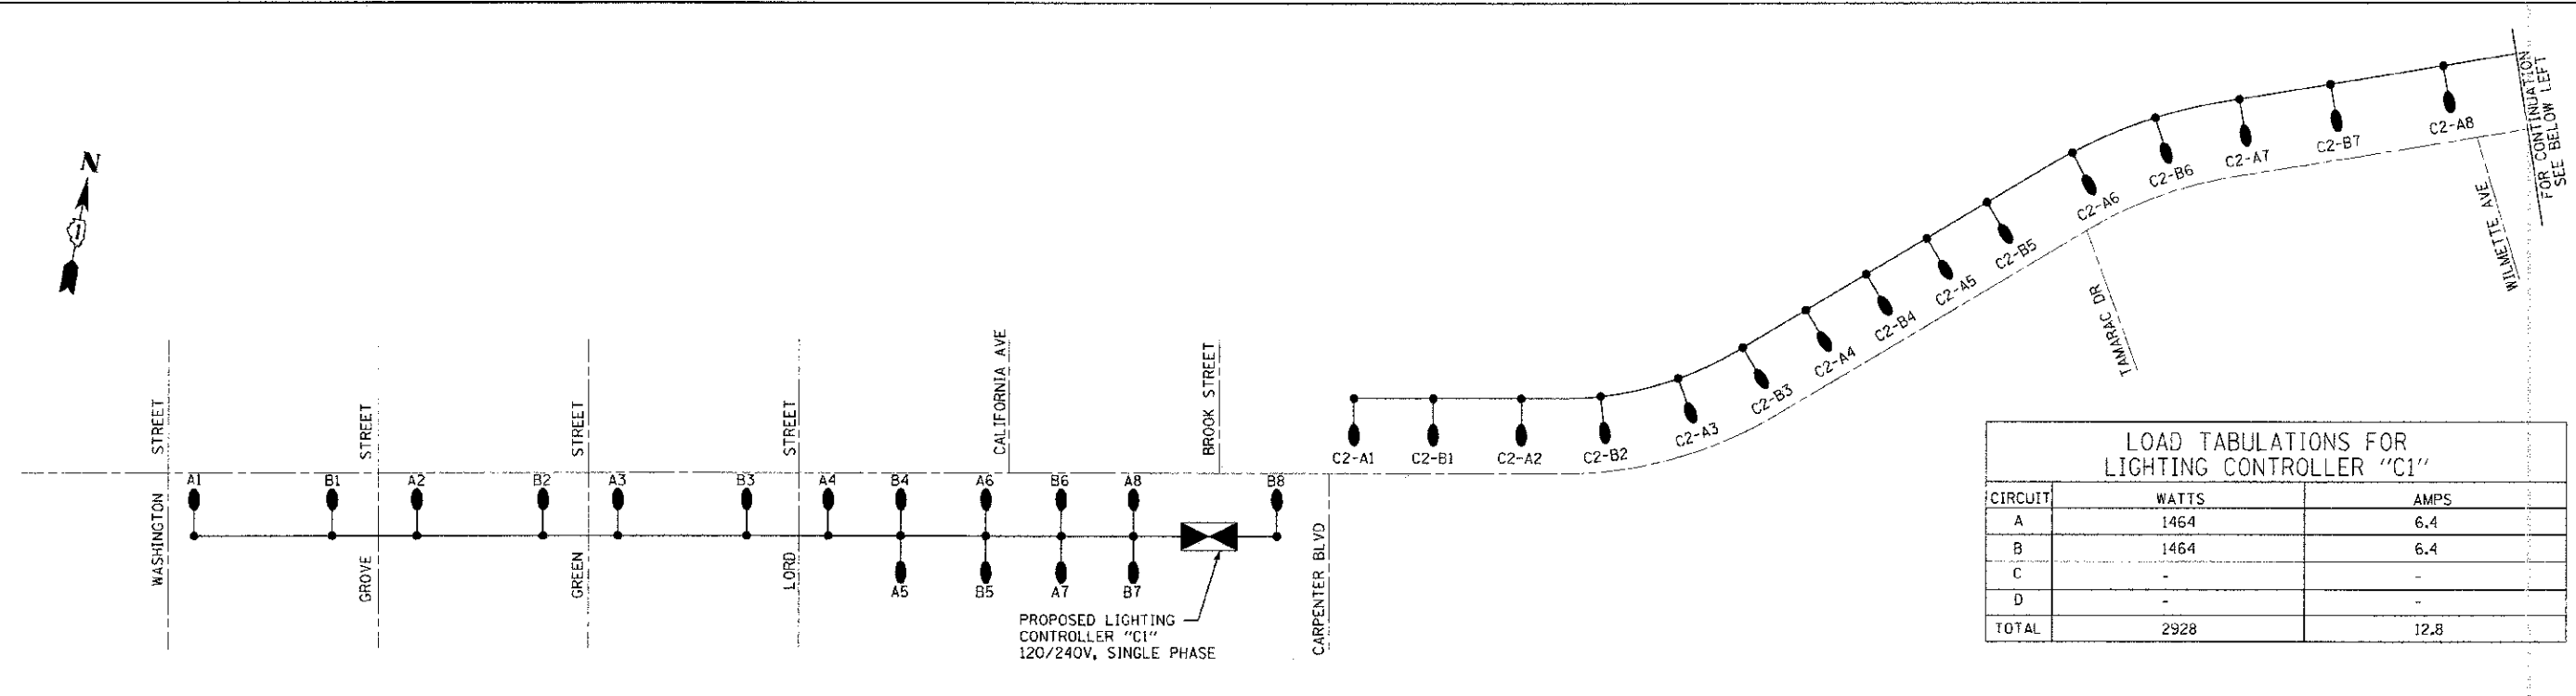 N
FOR CONTINUATION
SEE BELOW LEFT
C2-A8
C2-B7
C2-A7
C2-B6
C2-A6
C2-B5
C2-A5
C2-B4
C2-A4
C2-B3
C2-A3
C2-B2
C2-A2
C2-B1
C2-A1
WILMETTE AVE
TAMARAC DR
WASHINGTON STREET
GROVE STREET
GREEN STREET
LORD STREET
CALIFORNIA AVE
BROOK STREET
CARPENTER BLVD
A1 B1 A2 B2 A3 B3 A4 B4 A6 B6 A8 B8
A5 B5 A7 B7
PROPOSED LIGHTING
CONTROLLER "C1"
120/240V, SINGLE PHASE
LOAD TABULATIONS FOR
LIGHTING CONTROLLER "C1"
CIRCUIT WATTS AMPS
A 1464 6.4
B 1464 6.4
C - -
D - -
TOTAL 2928 12.8